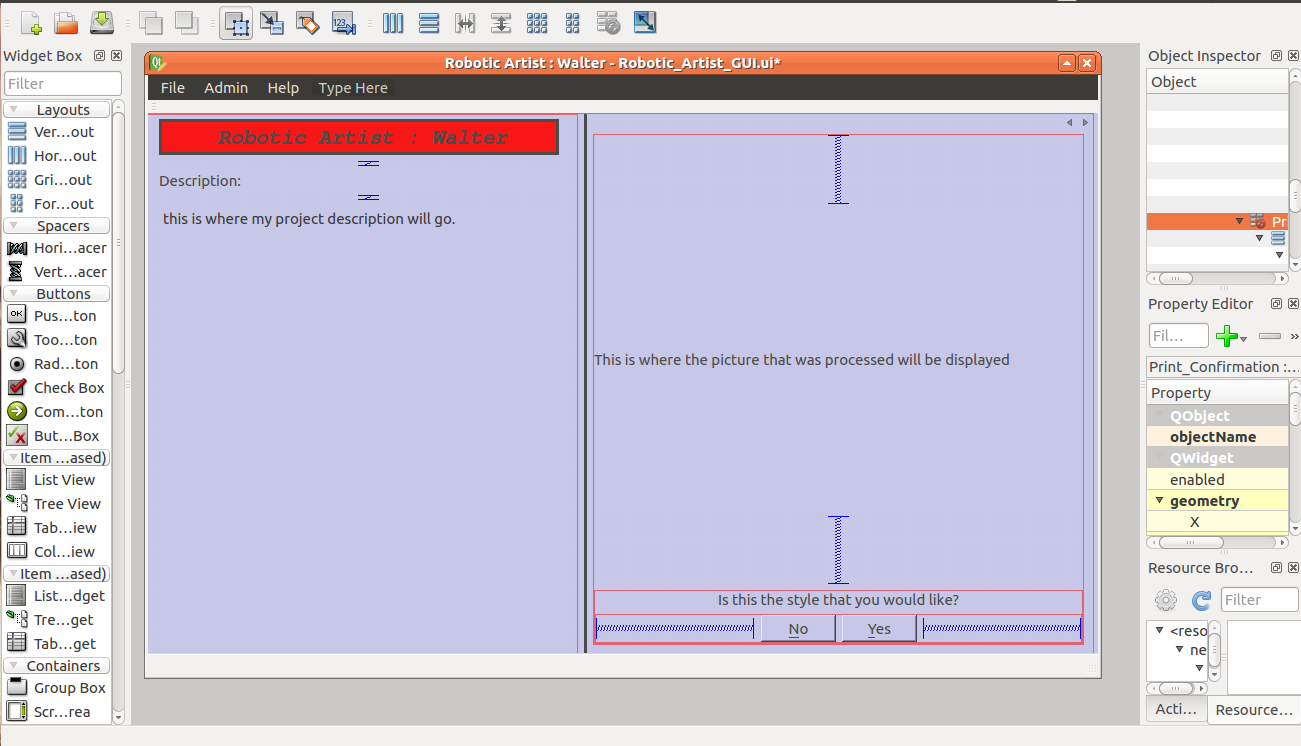 Widget Box
Filter
Layouts
Ver...out
Hor...out
Gri...out
For...out
Spacers
Hori...acer
Vert...acer
Buttons
OK
Pus...ton
Too...ton
Rad...ton
Check Box
Com...ton
But...Box
Item ...ased)
List View
Tree View
Tab...iew
Col...iew
Item ...ased)
List...dget
Tre...get
Tab...get
Containers
Group Box
Scr...rea
123
Robotic Artist : Walter - Robotic_Artist_GUI.ui*
File Admin Help Type Here
Robotic Artist : Walter
Description:
this is where my project description will go.
This is where the picture that was processed will be displayed
Is this the style that you would like?
No Yes
Object Inspector
Object
Pr
Property Editor
Fil...
Print_Confirmation :...
Property
QObject
objectName
QWidget
enabled
geometry
X
Resource Bro...
Filter
<reso
ne
Acti... Resource...